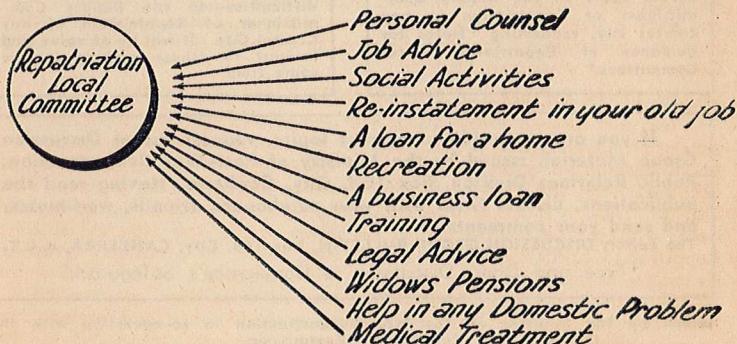 Repatriation
Local
Committee
Personal Counsel
Job Advice
Social Activities
Re-instatement in your old job
A loan for a home
Recreation
A business loan
Training
Legal Advice
Widows' Pensions
Help in any Domestic Problem
Medical Treatment